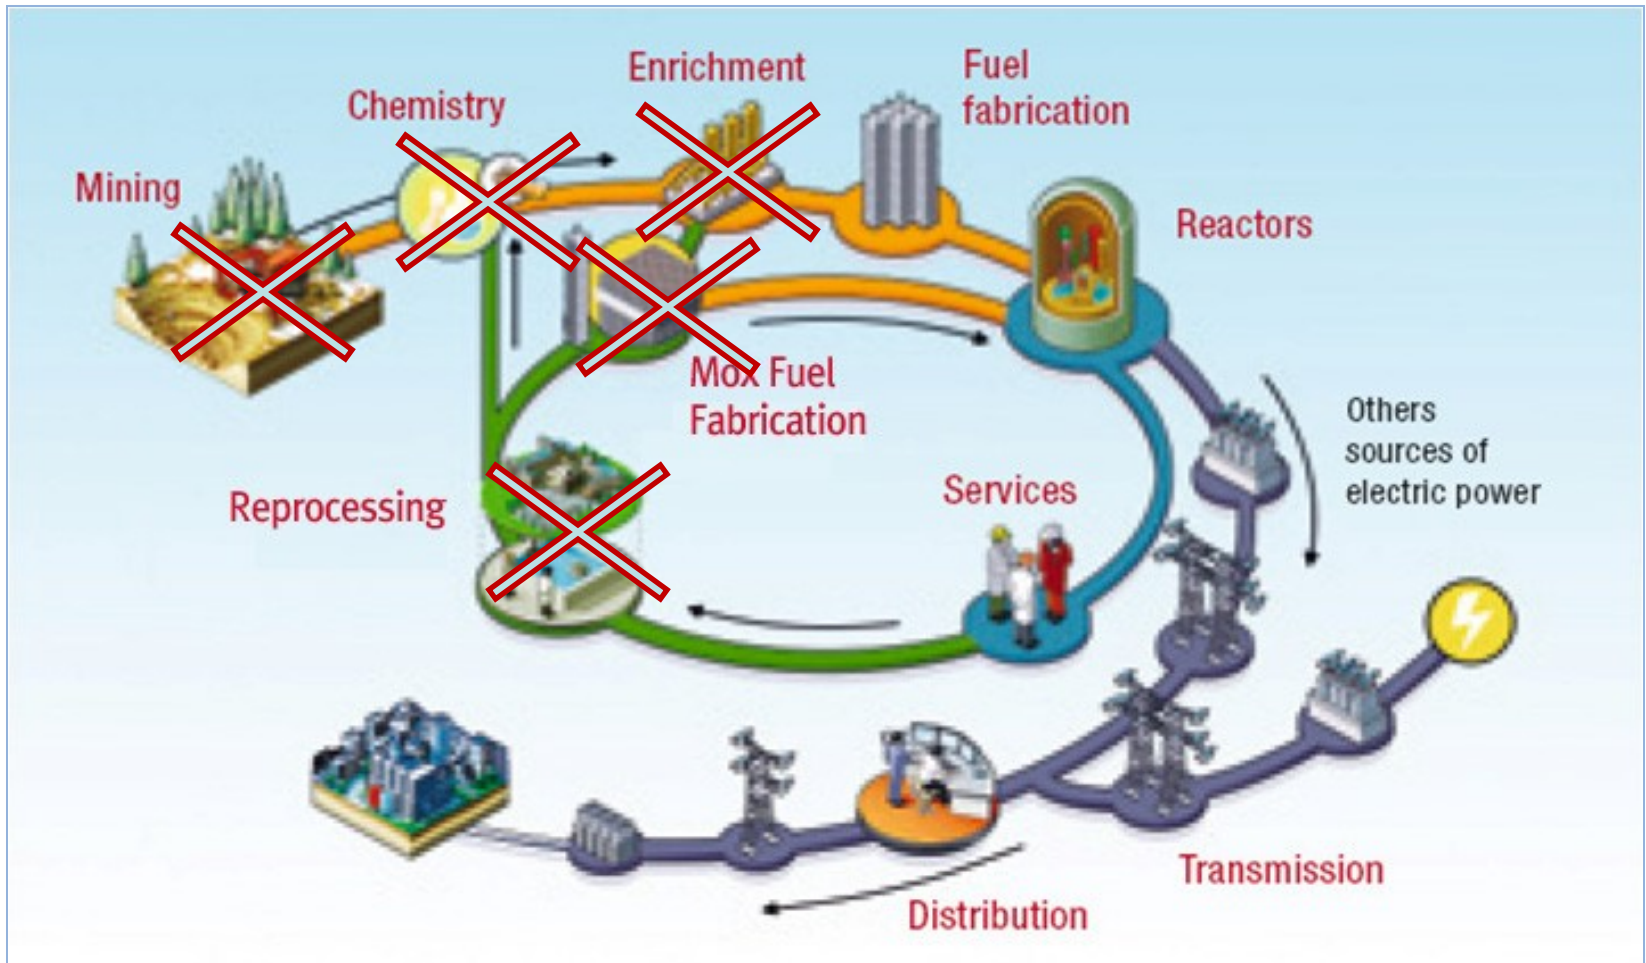 Enrichment
Fuel
fabrication
Chemistry
Mining
Reactors
Mox Fuel
Fabrication
Others
sources of
electric power
Reprocessing
Services
Transmission
Distribution